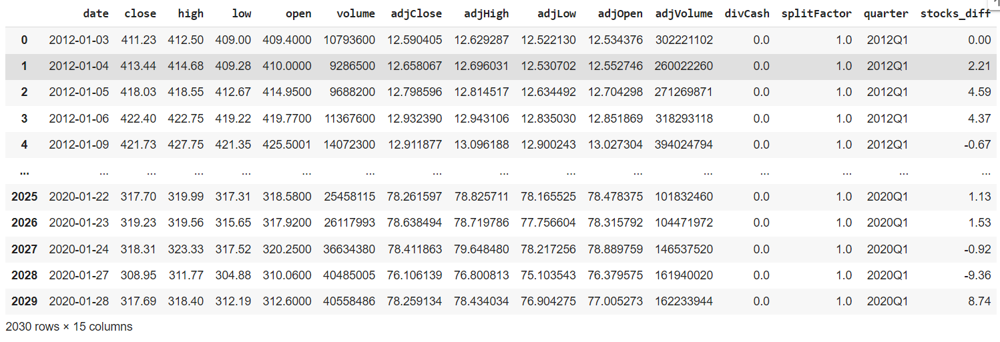 date close high low open volume adjClose adjHigh adjLow adjOpen adjVolume divCash splitFactor quarter stocks_diff
0 2012-01-03 411.23 412.50 409.00 409.4000 10793600 12.590405 12.629287 12.522130 12.534376 302221102 0.0 1.0 2012Q1 0.00
1 2012-01-04 413.44 414.68 409.28 410.0000 9286500 12.658067 12.696031 12.530702 12.552746 260022260 0.0 1.0 2012Q1 2.21
2 2012-01-05 418.03 418.55 412.67 414.9500 9688200 12.798596 12.814517 12.634492 12.704298 271269871 0.0 1.0 2012Q1 4.59
3 2012-01-06 422.40 422.75 419.22 419.7700 11367600 12.932390 12.943106 12.835030 12.851869 318293118 0.0 1.0 2012Q1 4.37
4 2012-01-09 421.73 427.75 421.35 425.5001 14072300 12.911877 13.096188 12.900243 13.027304 394024794 0.0 1.0 2012Q1 -0.67
... ... ... ... ... ... ... ... ... ... ... ... ... ... ... ...
2025 2020-01-22 317.70 319.99 317.31 318.5800 25458115 78.261597 78.825711 78.165525 78.478375 101832460 0.0 1.0 2020Q1 1.13
2026 2020-01-23 319.23 319.56 315.65 317.9200 26117993 78.638494 78.719786 77.756604 78.315792 104471972 0.0 1.0 2020Q1 1.53
2027 2020-01-24 318.31 323.33 317.52 320.2500 36634380 78.411863 79.648480 78.217256 78.889759 146537520 0.0 1.0 2020Q1 -0.92
2028 2020-01-27 308.95 311.77 304.88 310.0600 40485005 76.106139 76.800813 75.103543 76.379575 161940020 0.0 1.0 2020Q1 -9.36
2029 2020-01-28 317.69 318.40 312.19 312.6000 40558486 78.259134 78.434034 76.904275 77.005273 162233944 0.0 1.0 2020Q1 8.74
2030 rows × 15 columns